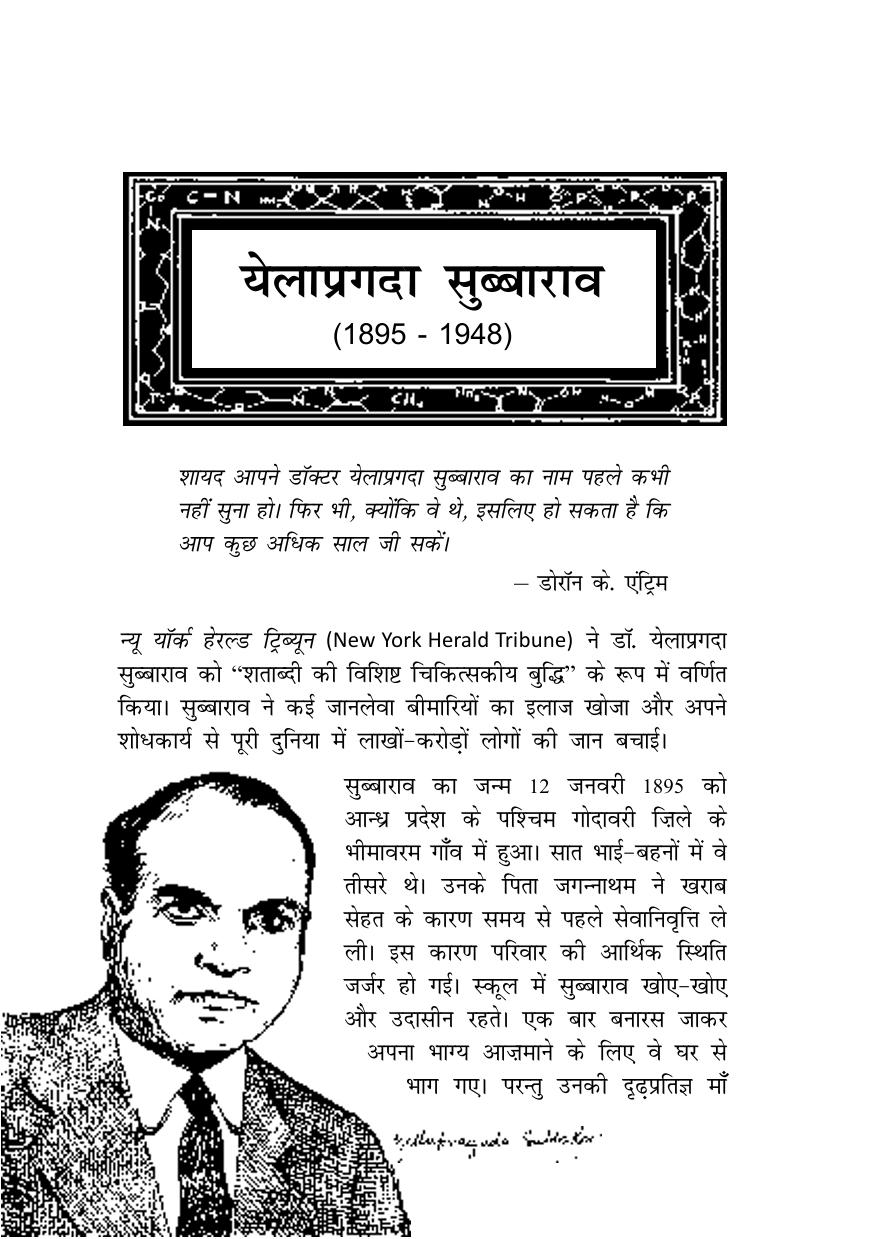 येलाप्रगदा सुब्बाराव
(1895 - 1948)
शायद आपने डॉक्टर येलाप्रगदा सुब्बाराव का नाम पहले कभी
नहीं सुना हो। फिर भी, क्योंकि वे थे, इसलिए हो सकता है कि
आप कुछ अधिक साल जी सकें।
– डोरॉन के. एंट्रिम
न्यू यॉर्क हेरल्ड ट्रिब्यून (New York Herald Tribune) ने डॉ. येलाप्रगदा
सुब्बाराव को “शताब्दी की विशिष्ट चिकित्सकीय बुद्धि” के रूप में वर्णित
किया। सुब्बाराव ने कई जानलेवा बीमारियों का इलाज खोजा और अपने
शोधकार्य से पूरी दुनिया में लाखों-करोड़ों लोगों की जान बचाई।
सुब्बाराव का जन्म 12 जनवरी 1895 को
आन्ध्र प्रदेश के पश्चिम गोदावरी ज़िले के
भीमावरम गाँव में हुआ। सात भाई-बहनों में वे
तीसरे थे। उनके पिता जगन्नाथम ने खराब
सेहत के कारण समय से पहले सेवानिवृत्ति ले
ली। इस कारण परिवार की आर्थिक स्थिति
जर्जर हो गई। स्कूल में सुब्बाराव खोए-खोए
और उदासीन रहते। एक बार बनारस जाकर
अपना भाग्य आज़माने के लिए वे घर से
भाग गए। परन्तु उनकी दृढ़प्रतिज्ञ माँ